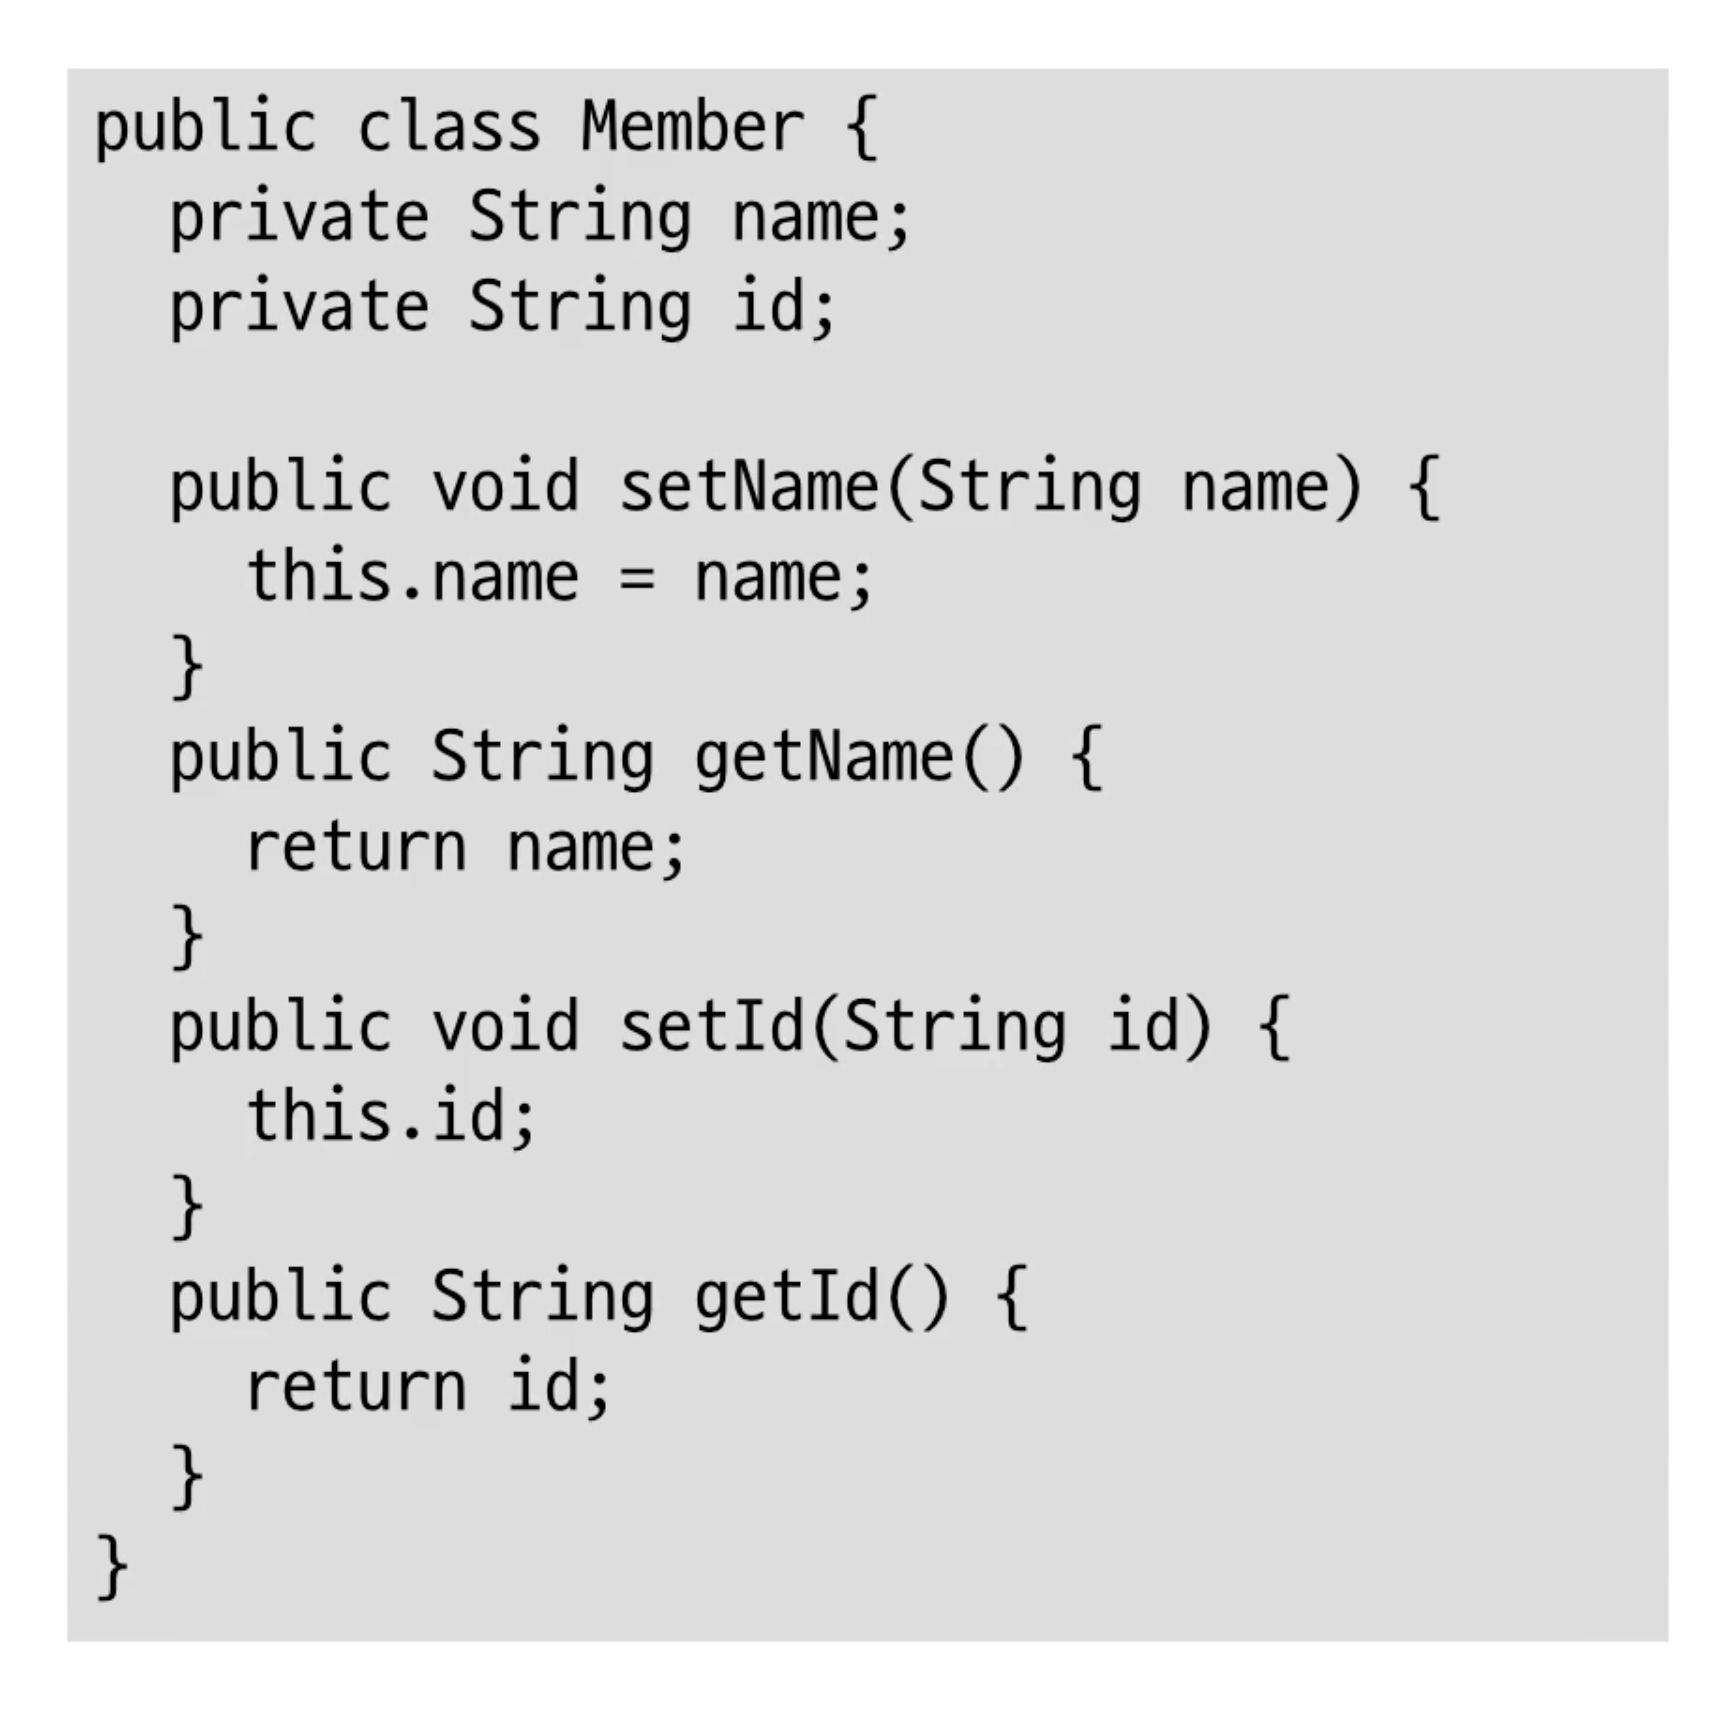 public class Member {
  private String name;
  private String id;

  public void setName(String name) {
    this.name = name;
  }
  public String getName() {
    return name;
  }
  public void setId(String id) {
    this.id;
  }
  public String getId() {
    return id;
  }
}